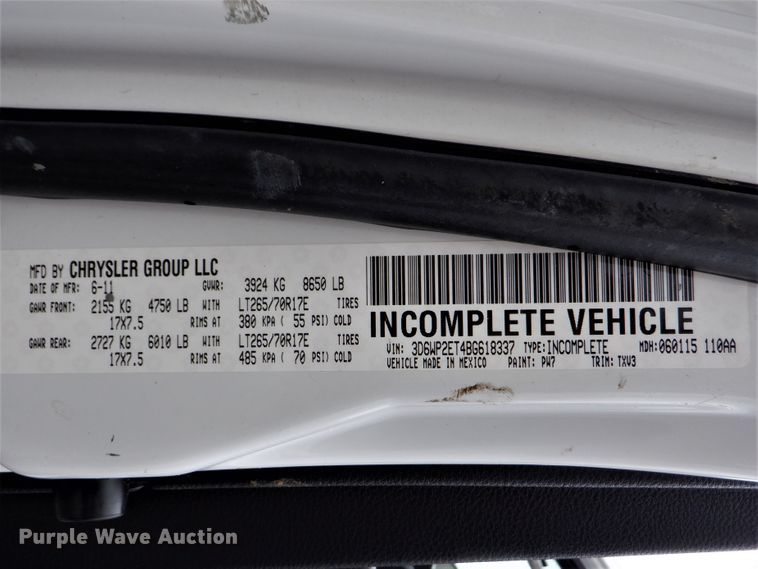 MFD BY CHRYSLER GROUP LLC
DATE OF MFR: 6-11 GVWR: 3924 KG 8650 LB
GAWR FRONT: 2155 KG 4750 LB WITH LT265/70R17E TIRES
17X7.5 RIMS AT 380 KPA ( 55 PSI) COLD
GAWR REAR: 2727 KG 6010 LB WITH LT265/70R17E TIRES
17X7.5 RIMS AT 485 KPA ( 70 PSI) COLD
INCOMPLETE VEHICLE
VIN: 3D6WP2ET4BG618337 TYPE: INCOMPLETE MDH: 060115 110AA
VEHICLE MADE IN MEXICO PAINT: PW7 TRIM: TXV3
Purple Wave Auction